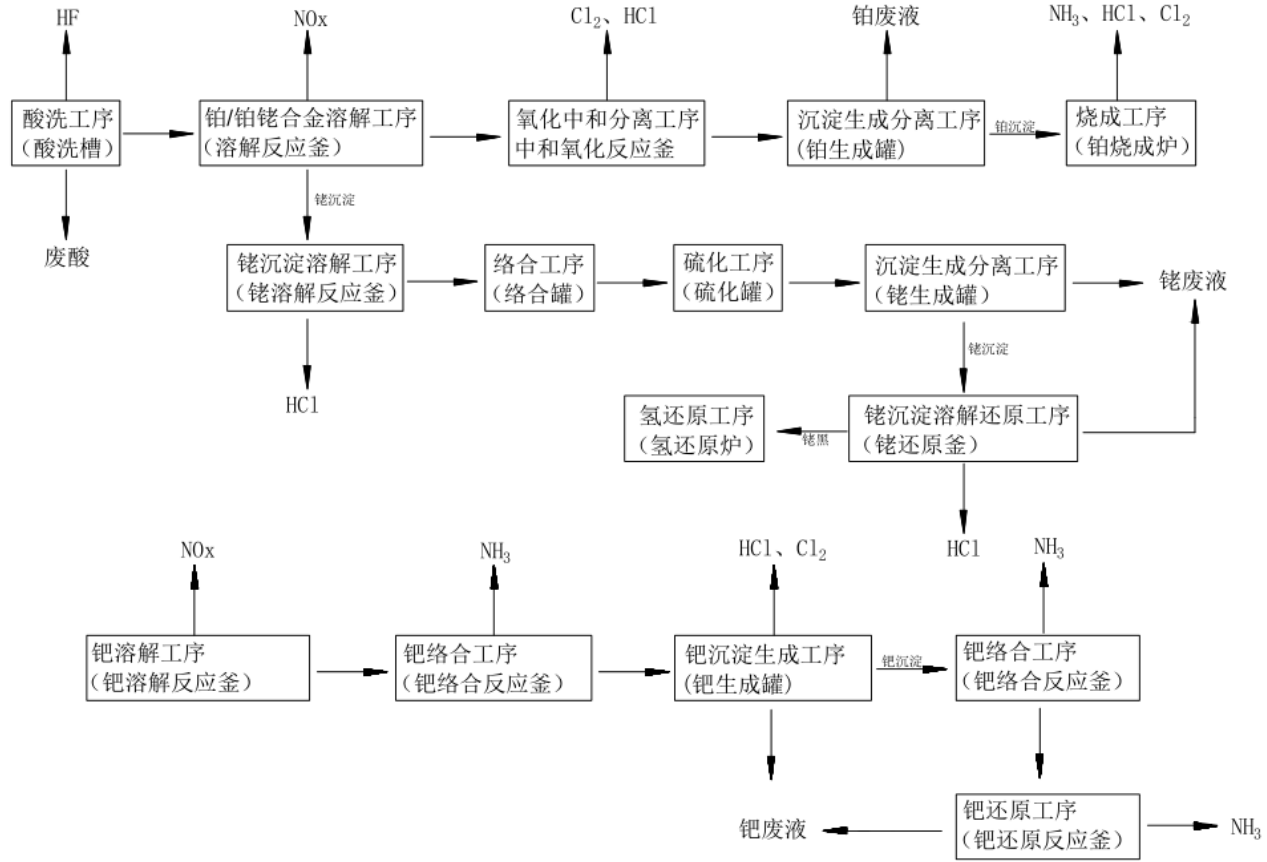 HF
NOx
Cl₂、HCl
铂废液
NH₃、HCl、Cl₂
酸洗工序
（酸洗槽）
铂/铂铑合金溶解工序
（溶解反应釜）
氧化中和分离工序
中和氧化反应釜
沉淀生成分离工序
(铂生成罐）
铂沉淀
烧成工序
（铂烧成炉）
废酸
铑沉淀
铑沉淀溶解工序
（铑溶解反应釜）
络合工序
（络合罐）
硫化工序
（硫化罐）
沉淀生成分离工序
（铑生成罐）
铑废液
HCl
铑沉淀
氢还原工序
（氢还原炉）
铑黑
铑沉淀溶解还原工序
（铑还原釜）
HCl
NOx
NH₃
HCl、Cl₂
NH₃
钯溶解工序
（钯溶解反应釜）
钯络合工序
（钯络合反应釜）
钯沉淀生成工序
(钯生成罐）
钯沉淀
钯络合工序
（钯络合反应釜）
钯废液
钯还原工序
（钯还原反应釜）
NH₃